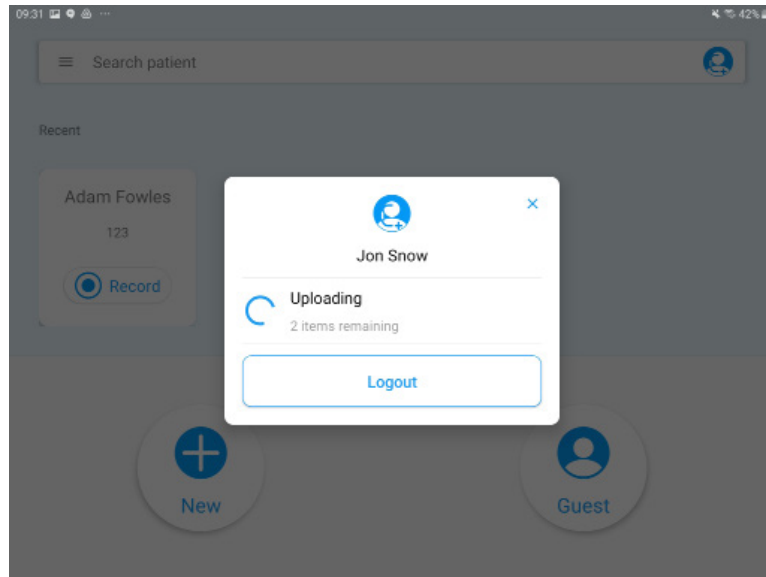 09:31
42%
Search patient
Recent
Adam Fowles
123
Record
Jon Snow
Uploading
2 items remaining
Logout
New
Guest